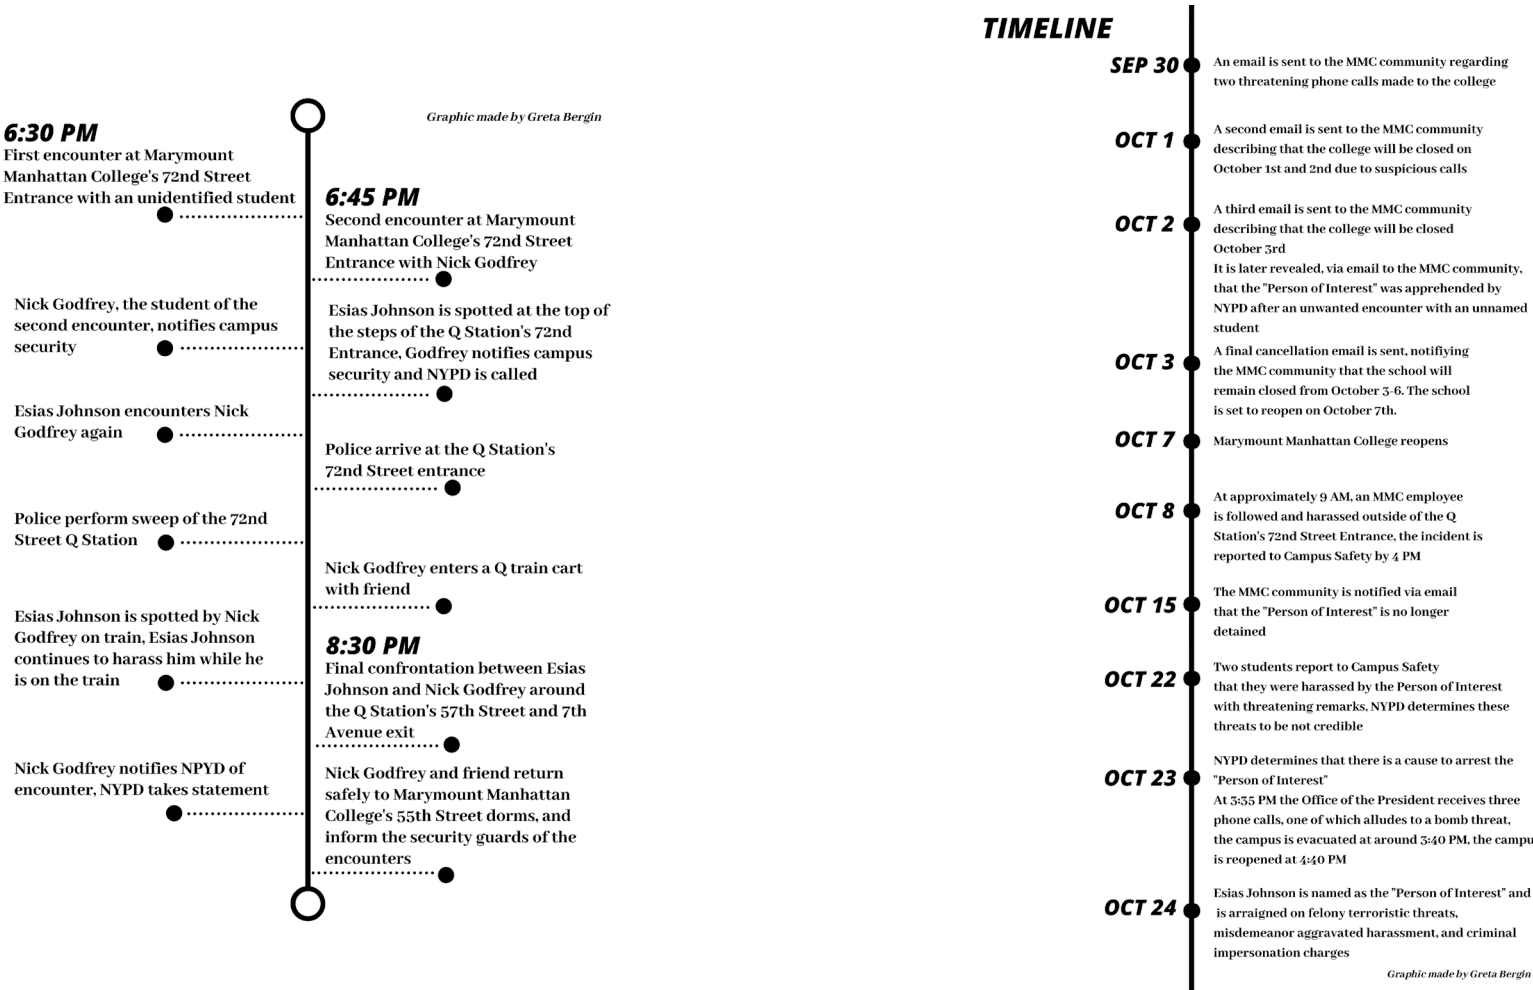 Graphic made by Greta Bergin
6:30 PM
First encounter at Marymount
Manhattan College's 72nd Street
Entrance with an unidentified student
6:45 PM
Second encounter at Marymount
Manhattan College's 72nd Street
Entrance with Nick Godfrey
Nick Godfrey, the student of the
second encounter, notifies campus
security
Esias Johnson is spotted at the top of
the steps of the Q Station's 72nd
Entrance, Godfrey notifies campus
security and NYPD is called
Esias Johnson encounters Nick
Godfrey again
Police arrive at the Q Station's
72nd Street entrance
Police perform sweep of the 72nd
Street Q Station
Nick Godfrey enters a Q train cart
with friend
Esias Johnson is spotted by Nick
Godfrey on train, Esias Johnson
continues to harass him while he
is on the train
8:30 PM
Final confrontation between Esias
Johnson and Nick Godfrey around
the Q Station's 57th Street and 7th
Avenue exit
Nick Godfrey notifies NPYD of
encounter, NYPD takes statement
Nick Godfrey and friend return
safely to Marymount Manhattan
College's 55th Street dorms, and
inform the security guards of the
encounters
TIMELINE
SEP 30
An email is sent to the MMC community regarding
two threatening phone calls made to the college
OCT 1
A second email is sent to the MMC community
describing that the college will be closed on
October 1st and 2nd due to suspicious calls
OCT 2
A third email is sent to the MMC community
describing that the college will be closed
October 3rd
It is later revealed, via email to the MMC community,
that the "Person of Interest" was apprehended by
NYPD after an unwanted encounter with an unnamed
student
OCT 3
A final cancellation email is sent, notifiying
the MMC community that the school will
remain closed from October 3-6. The school
is set to reopen on October 7th.
OCT 7
Marymount Manhattan College reopens
OCT 8
At approximately 9 AM, an MMC employee
is followed and harassed outside of the Q
Station's 72nd Street Entrance, the incident is
reported to Campus Safety by 4 PM
OCT 15
The MMC community is notified via email
that the "Person of Interest" is no longer
detained
OCT 22
Two students report to Campus Safety
that they were harassed by the Person of Interest
with threatening remarks, NYPD determines these
threats to be not credible
OCT 23
NYPD determines that there is a cause to arrest the
"Person of Interest"
At 3:35 PM the Office of the President receives three
phone calls, one of which alludes to a bomb threat,
the campus is evacuated at around 3:40 PM, the campu
is reopened at 4:40 PM
OCT 24
Esias Johnson is named as the "Person of Interest" and
is arraigned on felony terroristic threats,
misdemeanor aggravated harassment, and criminal
impersonation charges
Graphic made by Greta Bergin